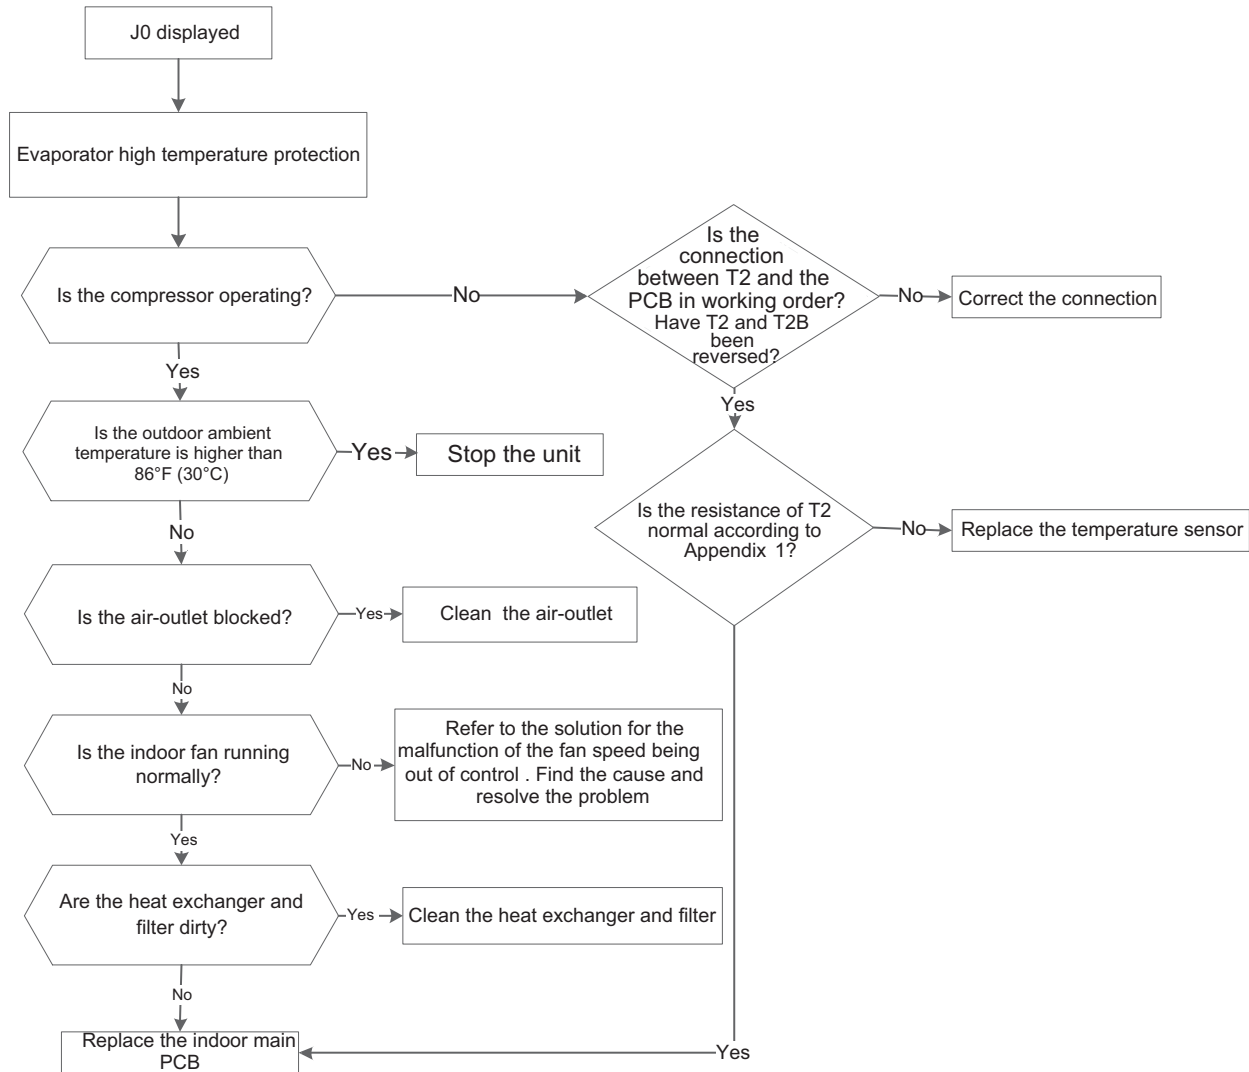 J0 displayed
Evaporator high temperature protection
Is the compressor operating?
No
Is the
connection
between T2 and the
PCB in working order?
Have T2 and T2B
been
reversed?
No
Correct the connection
Yes
Yes
Is the outdoor ambient
temperature is higher than
86°F (30°C)
Yes
Stop the unit
Is the resistance of T2
normal according to
Appendix 1?
No
Replace the temperature sensor
No
Is the air-outlet blocked?
Yes
Clean the air-outlet
No
Is the indoor fan running
normally?
No
Refer to the solution for the
malfunction of the fan speed being
out of control . Find the cause and
resolve the problem
Yes
Are the heat exchanger and
filter dirty?
Yes
Clean the heat exchanger and filter
No
Replace the indoor main
PCB
Yes